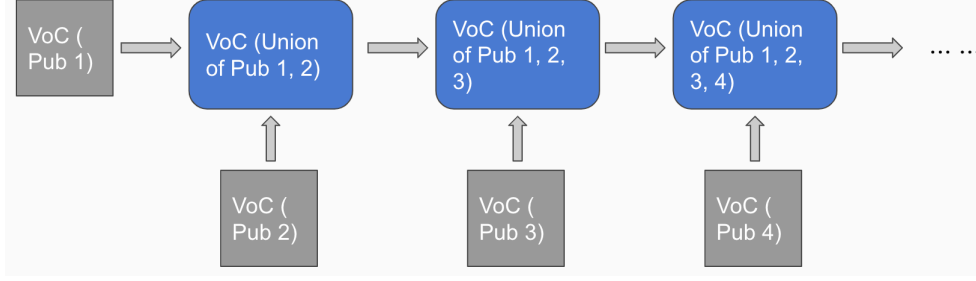 VoC (
Pub 1)
VoC (Union
of Pub 1, 2)
VoC (Union
of Pub 1, 2,
3)
VoC (Union
of Pub 1, 2,
3, 4)
... ..
VoC (
Pub 2)
VoC (
Pub 3)
VoC (
Pub 4)